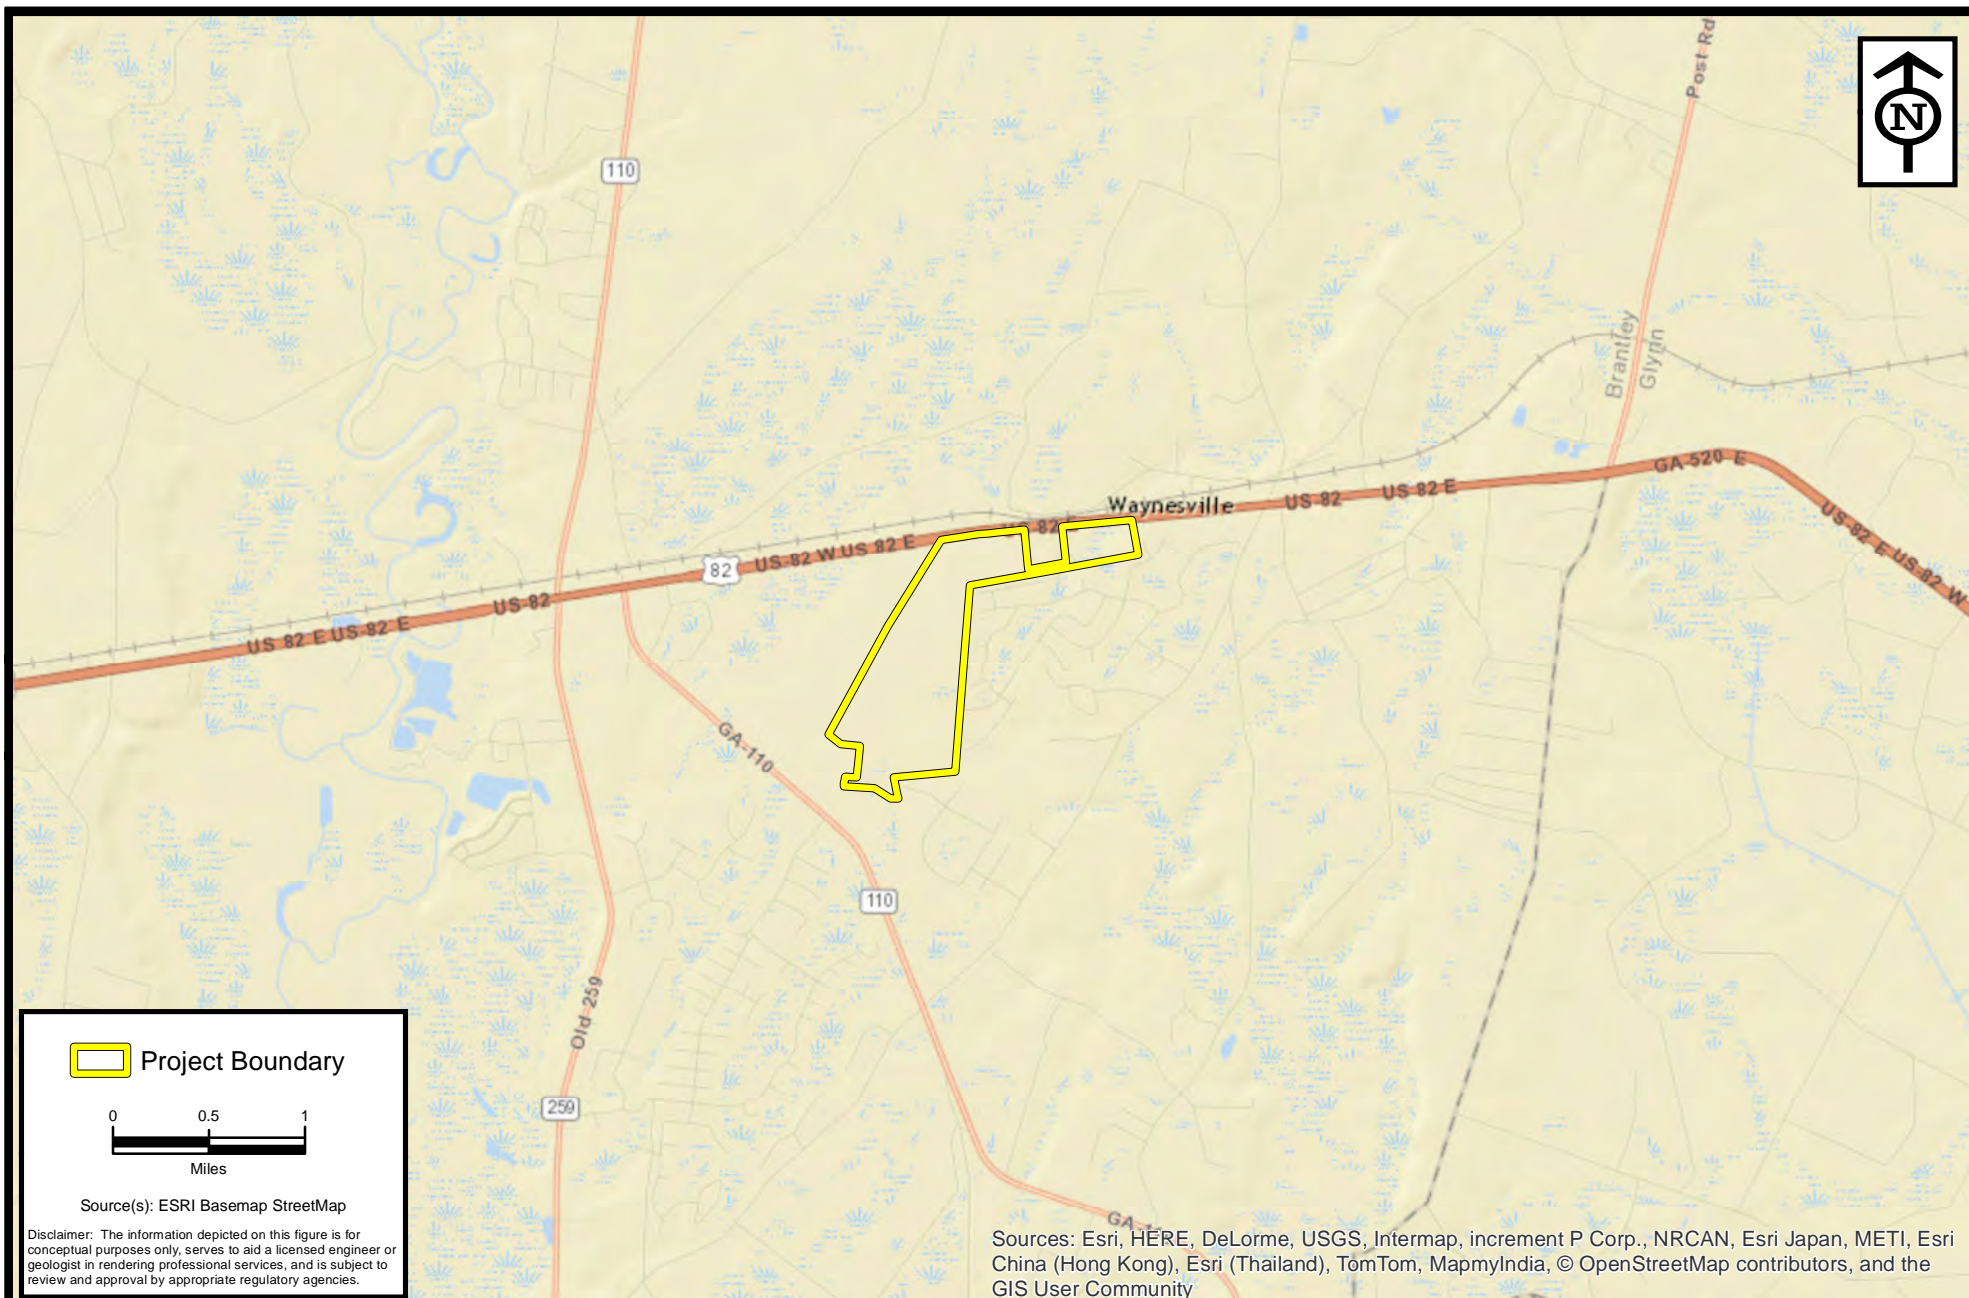 Post Rd
N
110
Brantley
Glynn
GA 520 E
Waynesville
US 82
US 82 E
US 82 E
US-82 E
US-82 W
US-82 W
US 82 E
82
US-82
US 82 E
US-82 E
GA-110
110
Old 259
259
Project Boundary
0 0.5 1
Miles
Source(s): ESRI Basemap StreetMap
Disclaimer: The information depicted on this figure is for
conceptual purposes only, serves to aid a licensed engineer or
geologist in rendering professional services, and is subject to
review and approval by appropriate regulatory agencies.
Sources: Esri, HERE, DeLorme, USGS, Intermap, increment P Corp., NRCAN, Esri Japan, METI, Esri
China (Hong Kong), Esri (Thailand), TomTom, MapmyIndia, © OpenStreetMap contributors, and the
GIS User Community